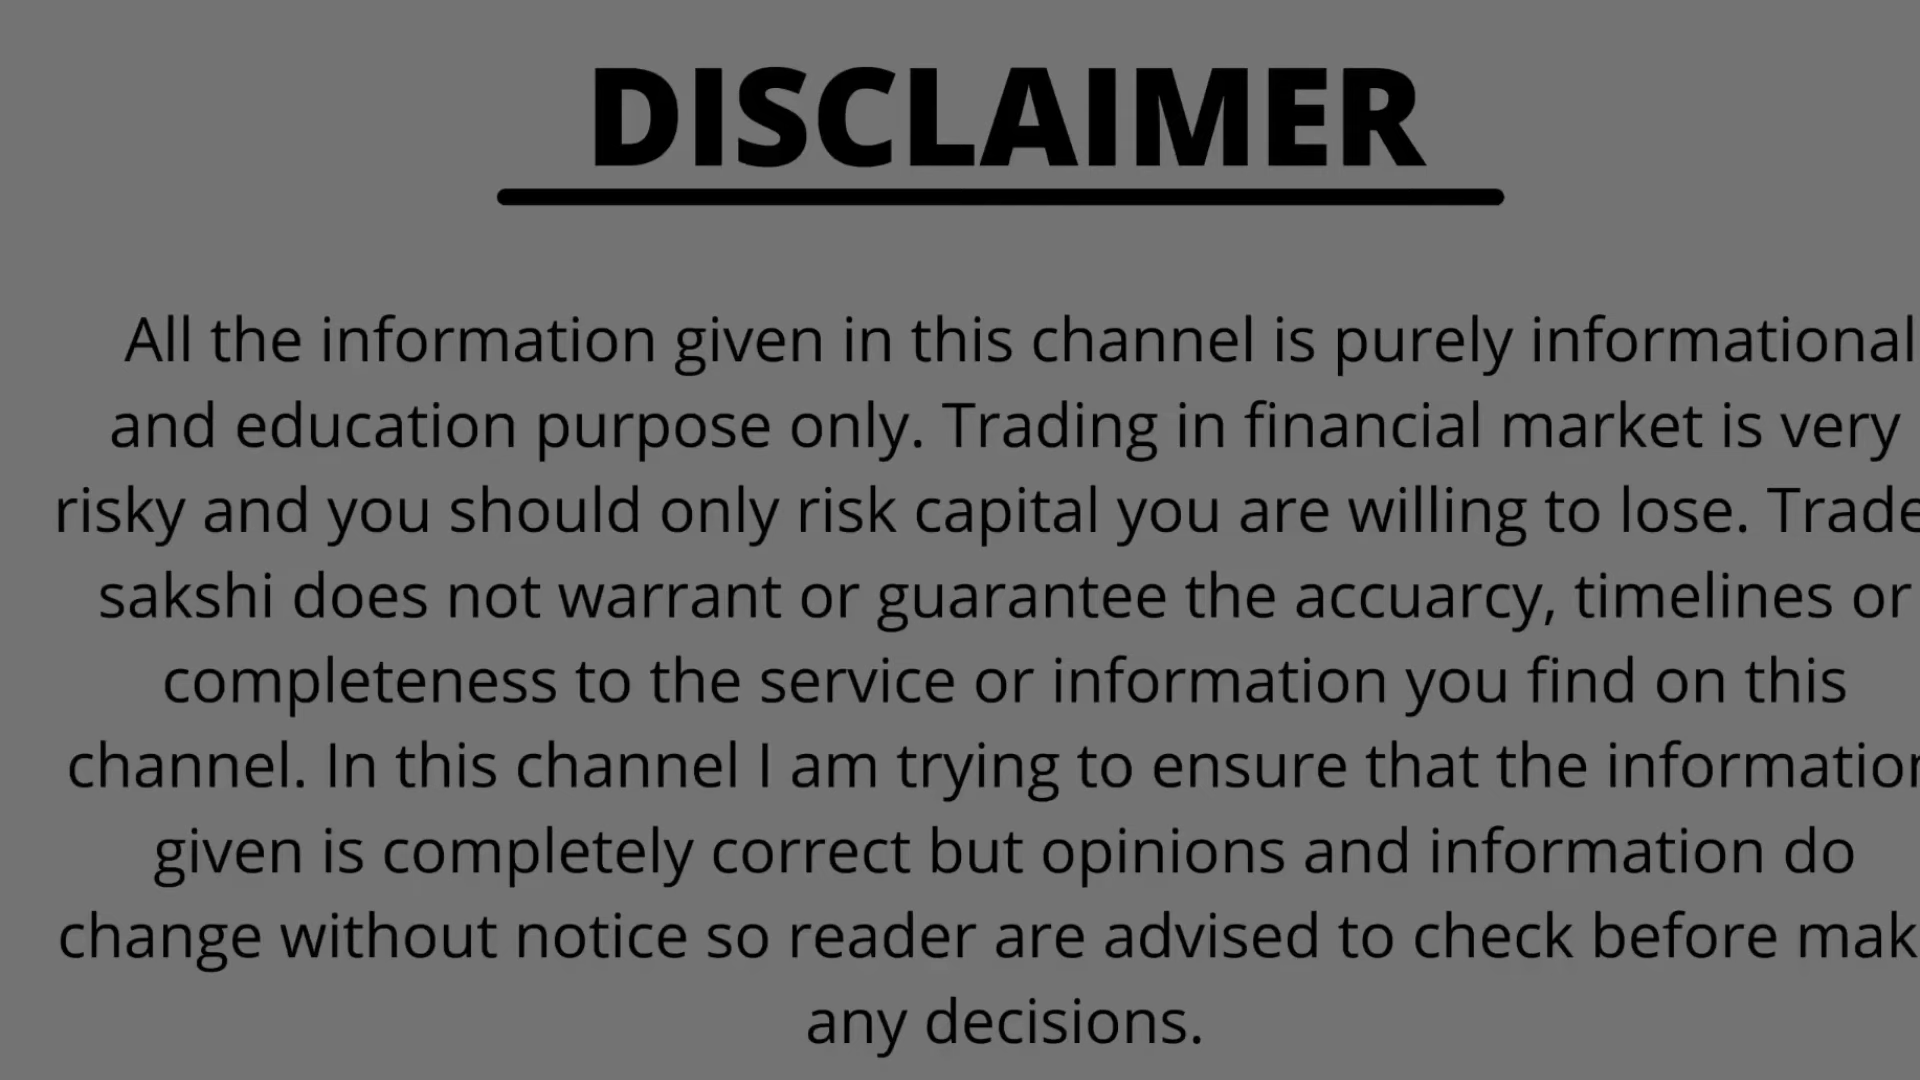 DISCLAIMER
All the information given in this channel is purely informational
and education purpose only. Trading in financial market is very
risky and you should only risk capital you are willing to lose. Trade
sakshi does not warrant or guarantee the accuarcy, timelines or
completeness to the service or information you find on this
channel. In this channel I am trying to ensure that the information
given is completely correct but opinions and information do
change without notice so reader are advised to check before mak
any decisions.